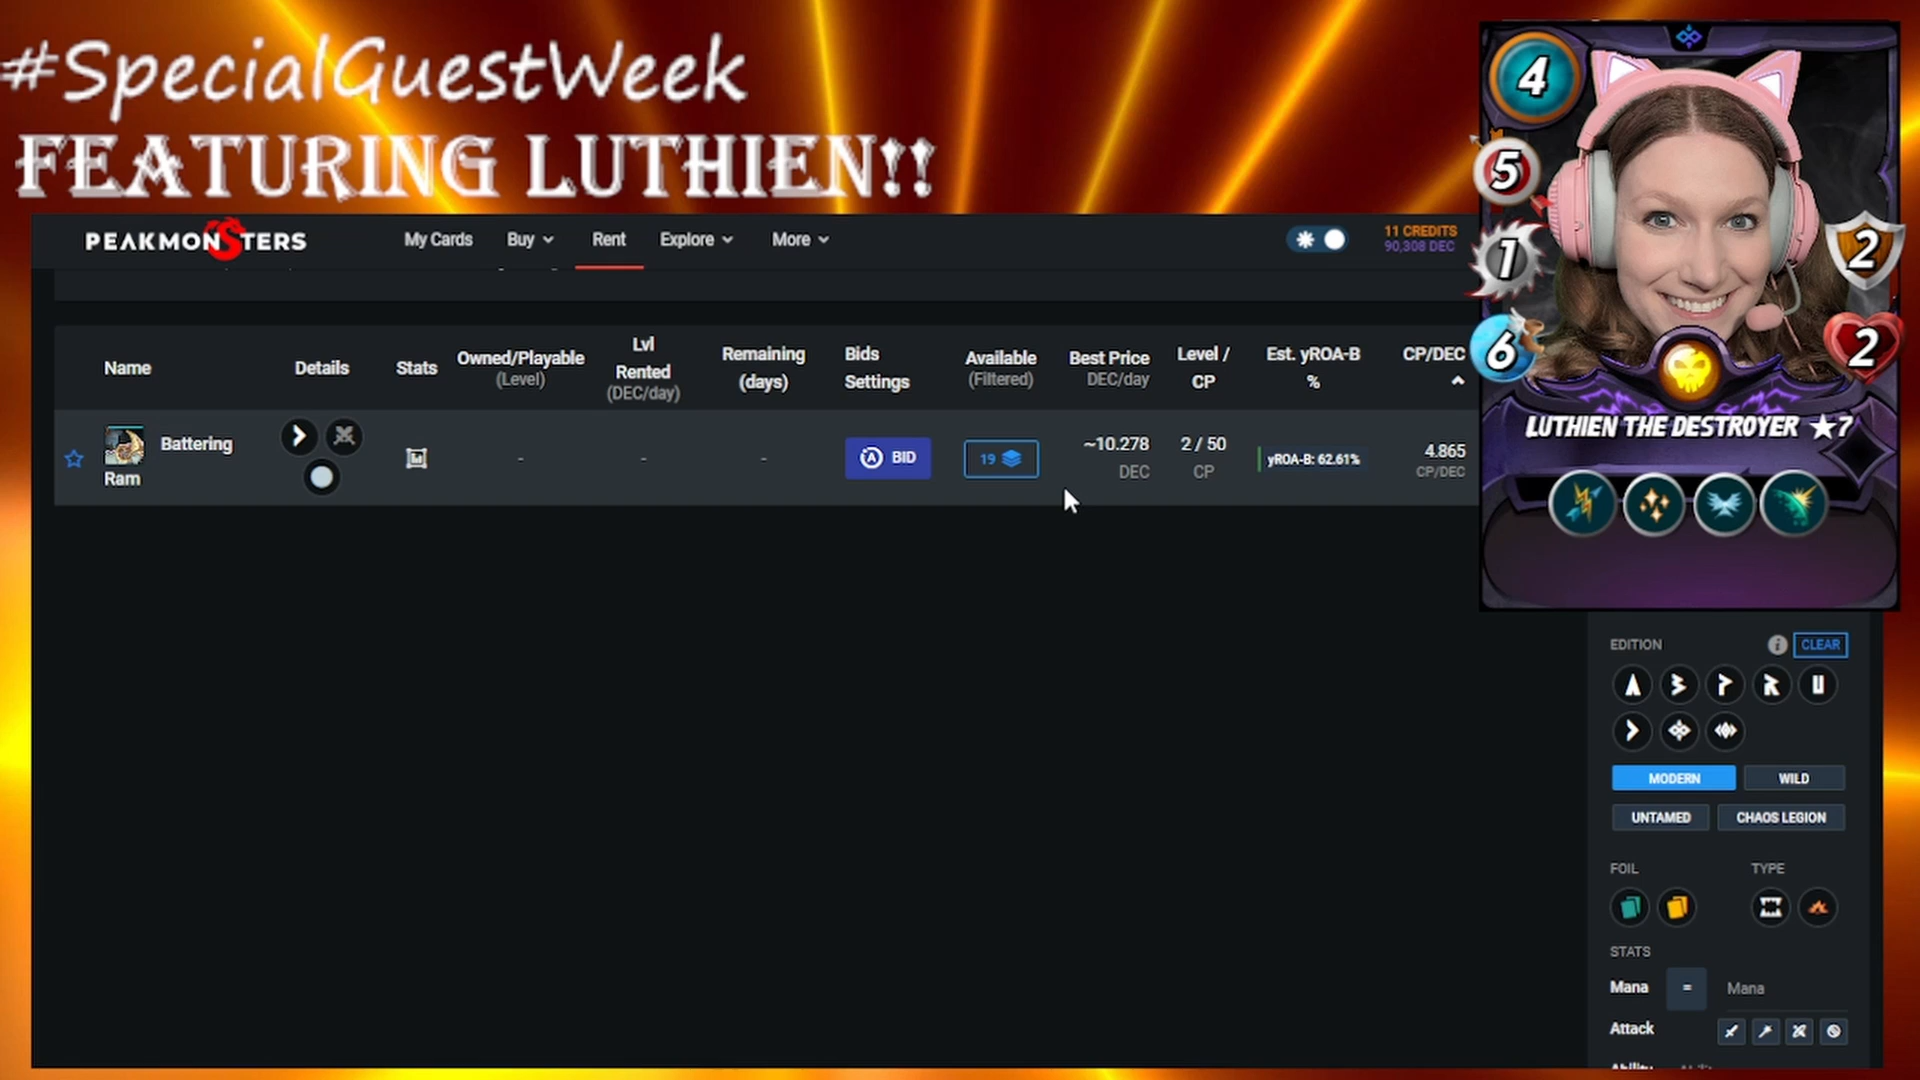 #SpecialGuestWeek
FEATURING LUTHIEN!!
PEAKMONSTERS
My Cards
Buy
Rent
Explore
More
11 CREDITS
90,308 DEC
Name
Details
Stats
Owned/Playable
(Level)
Lvl
Rented
(DEC/day)
Remaining
(days)
Bids
Settings
Available
(Filtered)
Best Price
DEC/day
Level /
CP
Est. yROA-B
%
CP/DEC
Battering
Ram
-
-
-
BID
19
~10.278
DEC
2 / 50
CP
yROA-B: 62.61%
4.865
CP/DEC
4
5
1
6
2
2
LUTHIEN THE DESTROYER ★7
EDITION
CLEAR
MODERN
WILD
UNTAMED
CHAOS LEGION
FOIL
TYPE
STATS
Mana
=
Mana
Attack